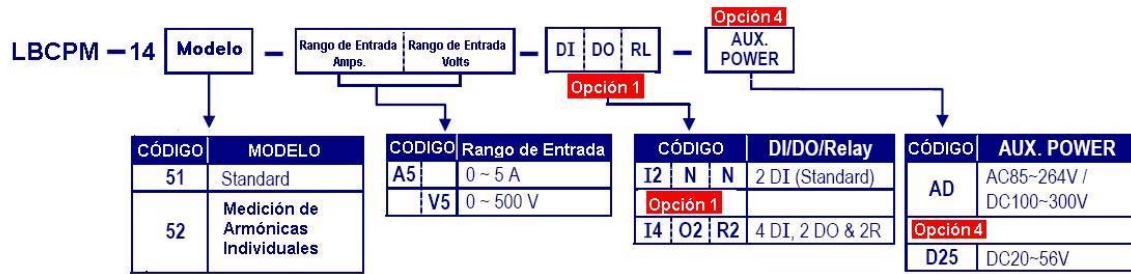 Opción 4
LBCPM – 14 Modelo – Rango de Entrada Amps. Rango de Entrada Volts – DI DO RL – AUX. POWER
Opción 1
CÓDIGO MODELO
51 Standard
52 Medición de Armónicas Individuales
CODIGO Rango de Entrada
A5 0 ~ 5 A
V5 0 ~ 500 V
CÓDIGO DI/DO/Relay
I2 N N 2 DI (Standard)
Opción 1
I4 O2 R2 4 DI, 2 DO & 2R
CÓDIGO AUX. POWER
AD AC85~264V / DC100~300V
Opción 4
D25 DC20~56V